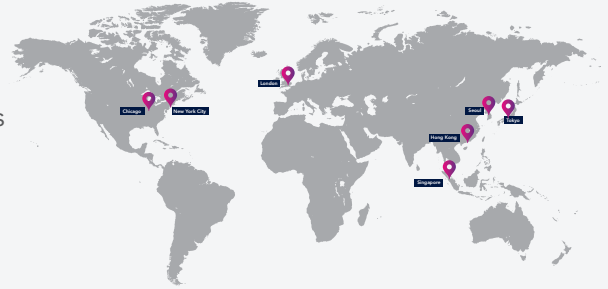 s
London
Chicago
New York City
Seoul
Tokyo
Hong Kong
Singapore